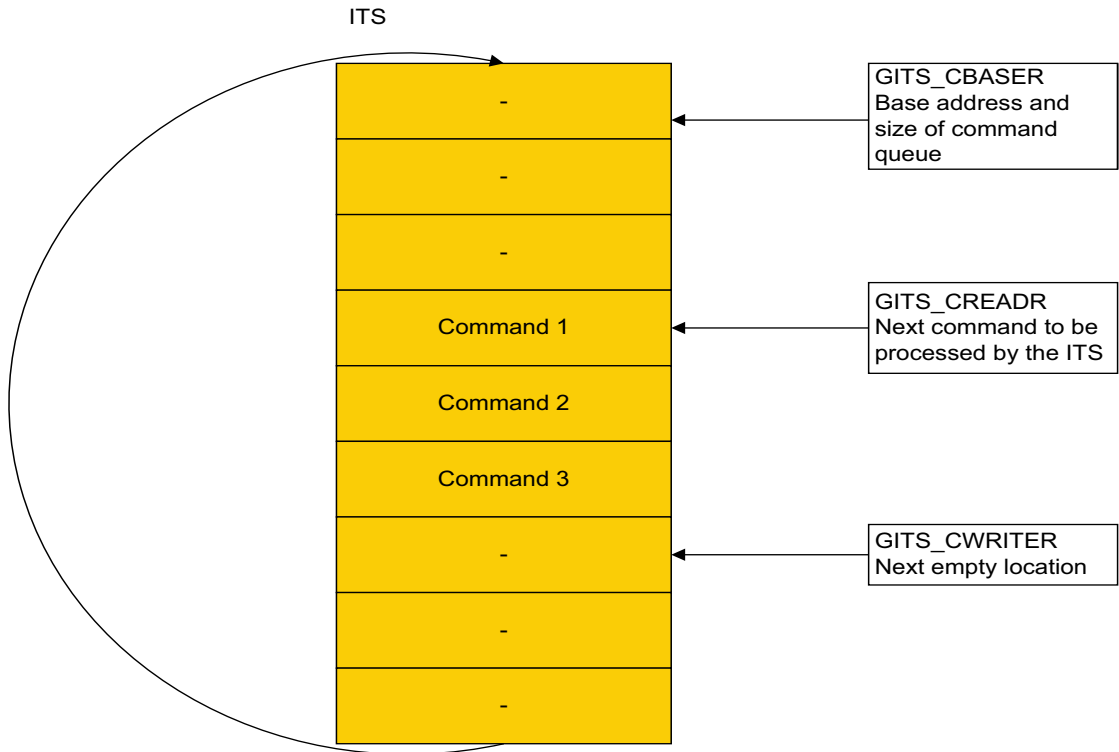 ITS
-
-
-
Command 1
Command 2
Command 3
-
-
-
GITS_CBASER
Base address and
size of command
queue
GITS_CREADR
Next command to be
processed by the ITS
GITS_CWRITER
Next empty location